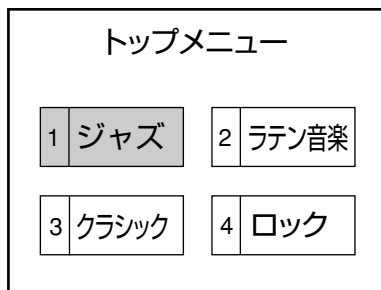 トップメニュー
1 ジャズ
2 ラテン音楽
3 クラシック
4 ロック